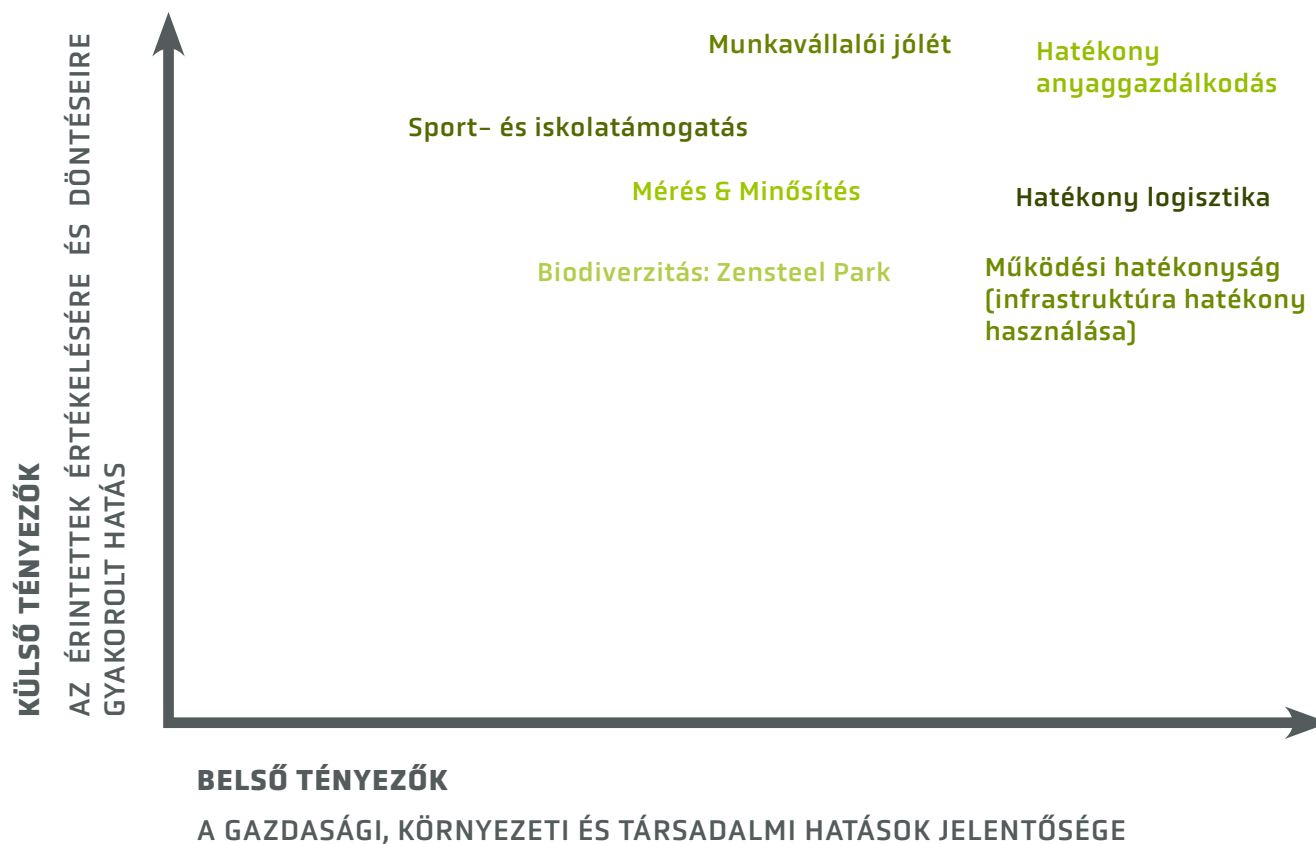 Munkavállalói jólét
Hatékony
anyaggazdálkodás
Sport- és iskolatámogatás
Mérés & Minősítés
Hatékony logisztika
Biodiverzitás: Zensteel Park
Működési hatékonyság
(infrastruktúra hatékony
használása)
KÜLSŐ TÉNYEZŐK
AZ ÉRINTETTEK ÉRTÉKELÉSÉRE ÉS DÖNTÉSEIRE
GYAKOROLT HATÁS
BELSŐ TÉNYEZŐK
A GAZDASÁGI, KÖRNYEZETI ÉS TÁRSADALMI HATÁSOK JELENTŐSÉGE